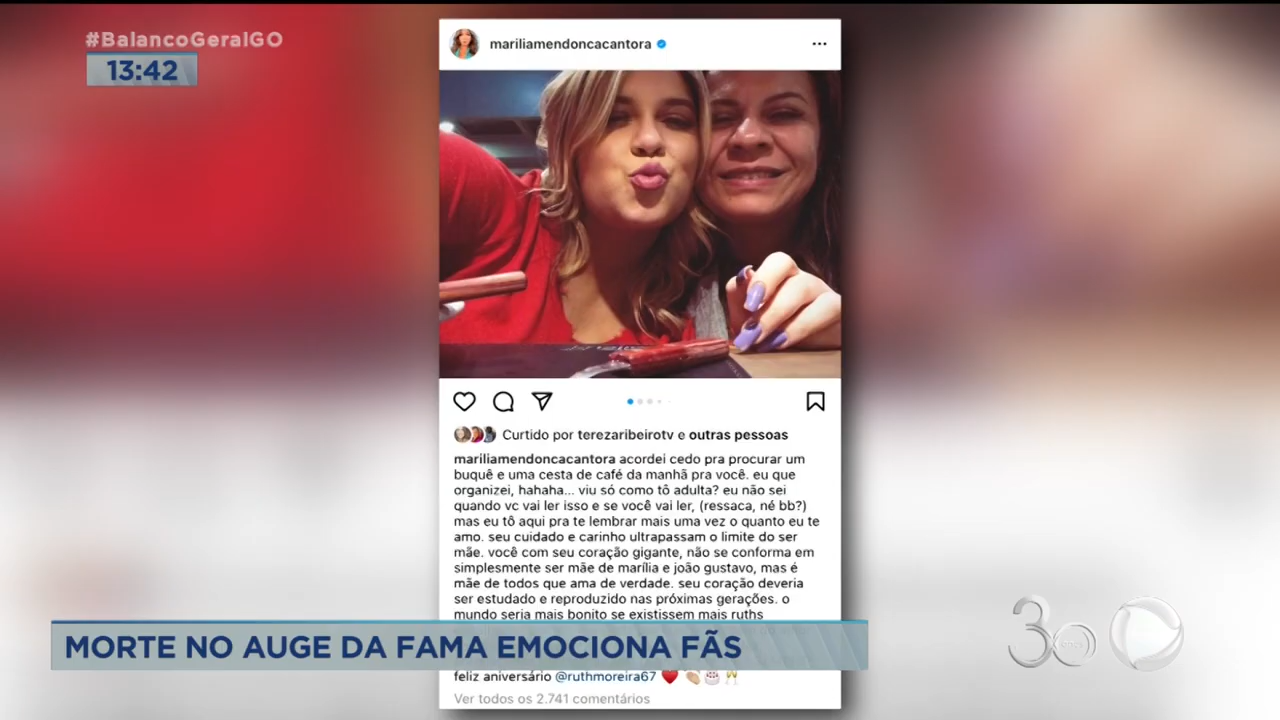 #BalancoGeralGO
13:42
mariliamendoncacantora
Curtido por terezaribeirotv e outras pessoas
mariliamendoncacantora acordei cedo pra procurar um
buquê e uma cesta de café da manhã pra você. eu que
organizei, hahaha... viu só como tô adulta? eu não sei
quando vc vai ler isso e se você vai ler, (ressaca, né bb?)
mas eu tô aqui pra te lembrar mais uma vez o quanto eu te
amo. seu cuidado e carinho ultrapassam o limite do ser
mãe. você com seu coração gigante, não se conforma em
simplesmente ser mãe de marília e joão gustavo, mas é
mãe de todos que ama de verdade. seu coração deveria
ser estudado e reproduzido nas próximas gerações. o
mundo seria mais bonito se existissem mais ruths
MORTE NO AUGE DA FAMA EMOCIONA FÃS
feliz aniversário @ruthmoreira67 ❤️ 👏🏼 🎂 🥂
Ver todos os 2.741 comentários
30